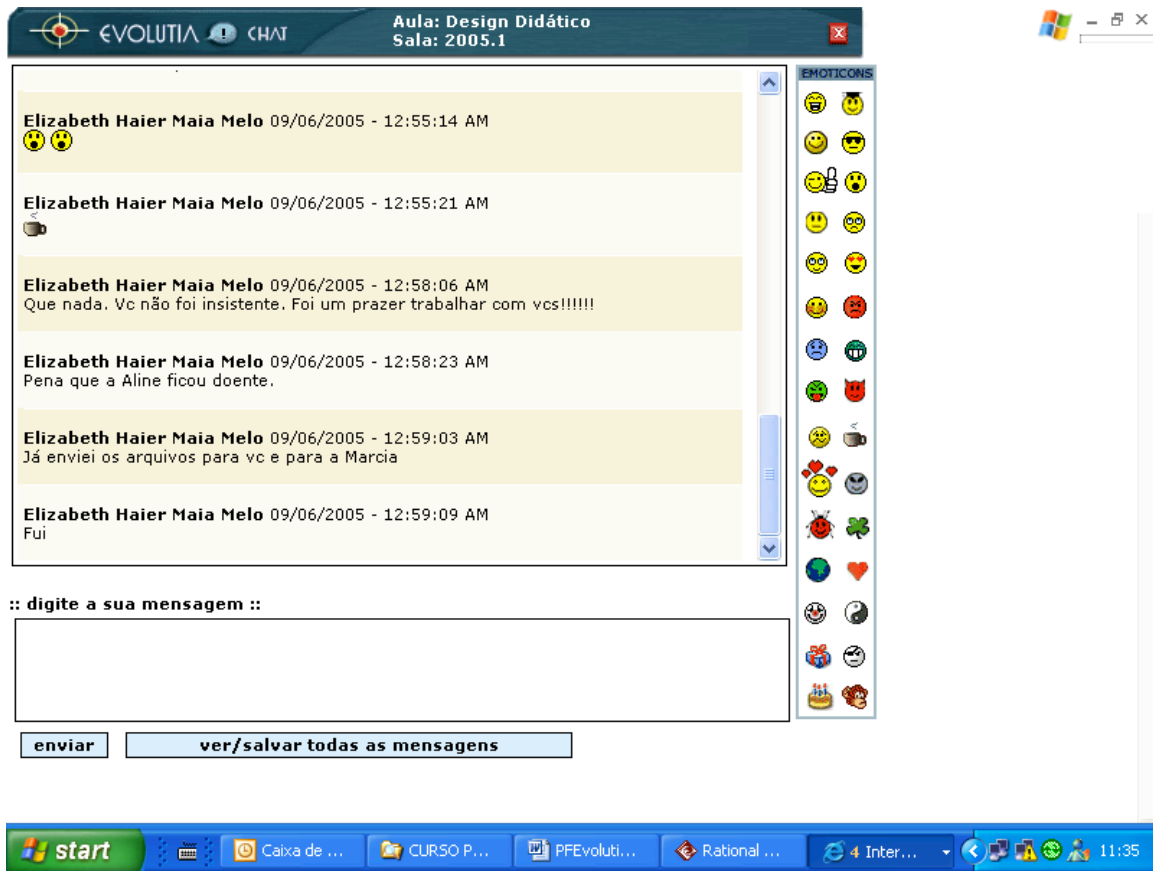 EVOLUTIA CHAT
Aula: Design Didático
Sala: 2005.1
EMOTICONS
Elizabeth Haier Maia Melo 09/06/2005 - 12:55:14 AM
Elizabeth Haier Maia Melo 09/06/2005 - 12:55:21 AM
Elizabeth Haier Maia Melo 09/06/2005 - 12:58:06 AM
Que nada. Vc não foi insistente. Foi um prazer trabalhar com vcs!!!!!!
Elizabeth Haier Maia Melo 09/06/2005 - 12:58:23 AM
Pena que a Aline ficou doente.
Elizabeth Haier Maia Melo 09/06/2005 - 12:59:03 AM
Já enviei os arquivos para vc e para a Marcia
Elizabeth Haier Maia Melo 09/06/2005 - 12:59:09 AM
Fui
:: digite a sua mensagem ::
enviar
ver/salvar todas as mensagens
start
Caixa de ...
CURSO P...
PFEvoluti...
Rational ...
4 Inter...
11:35